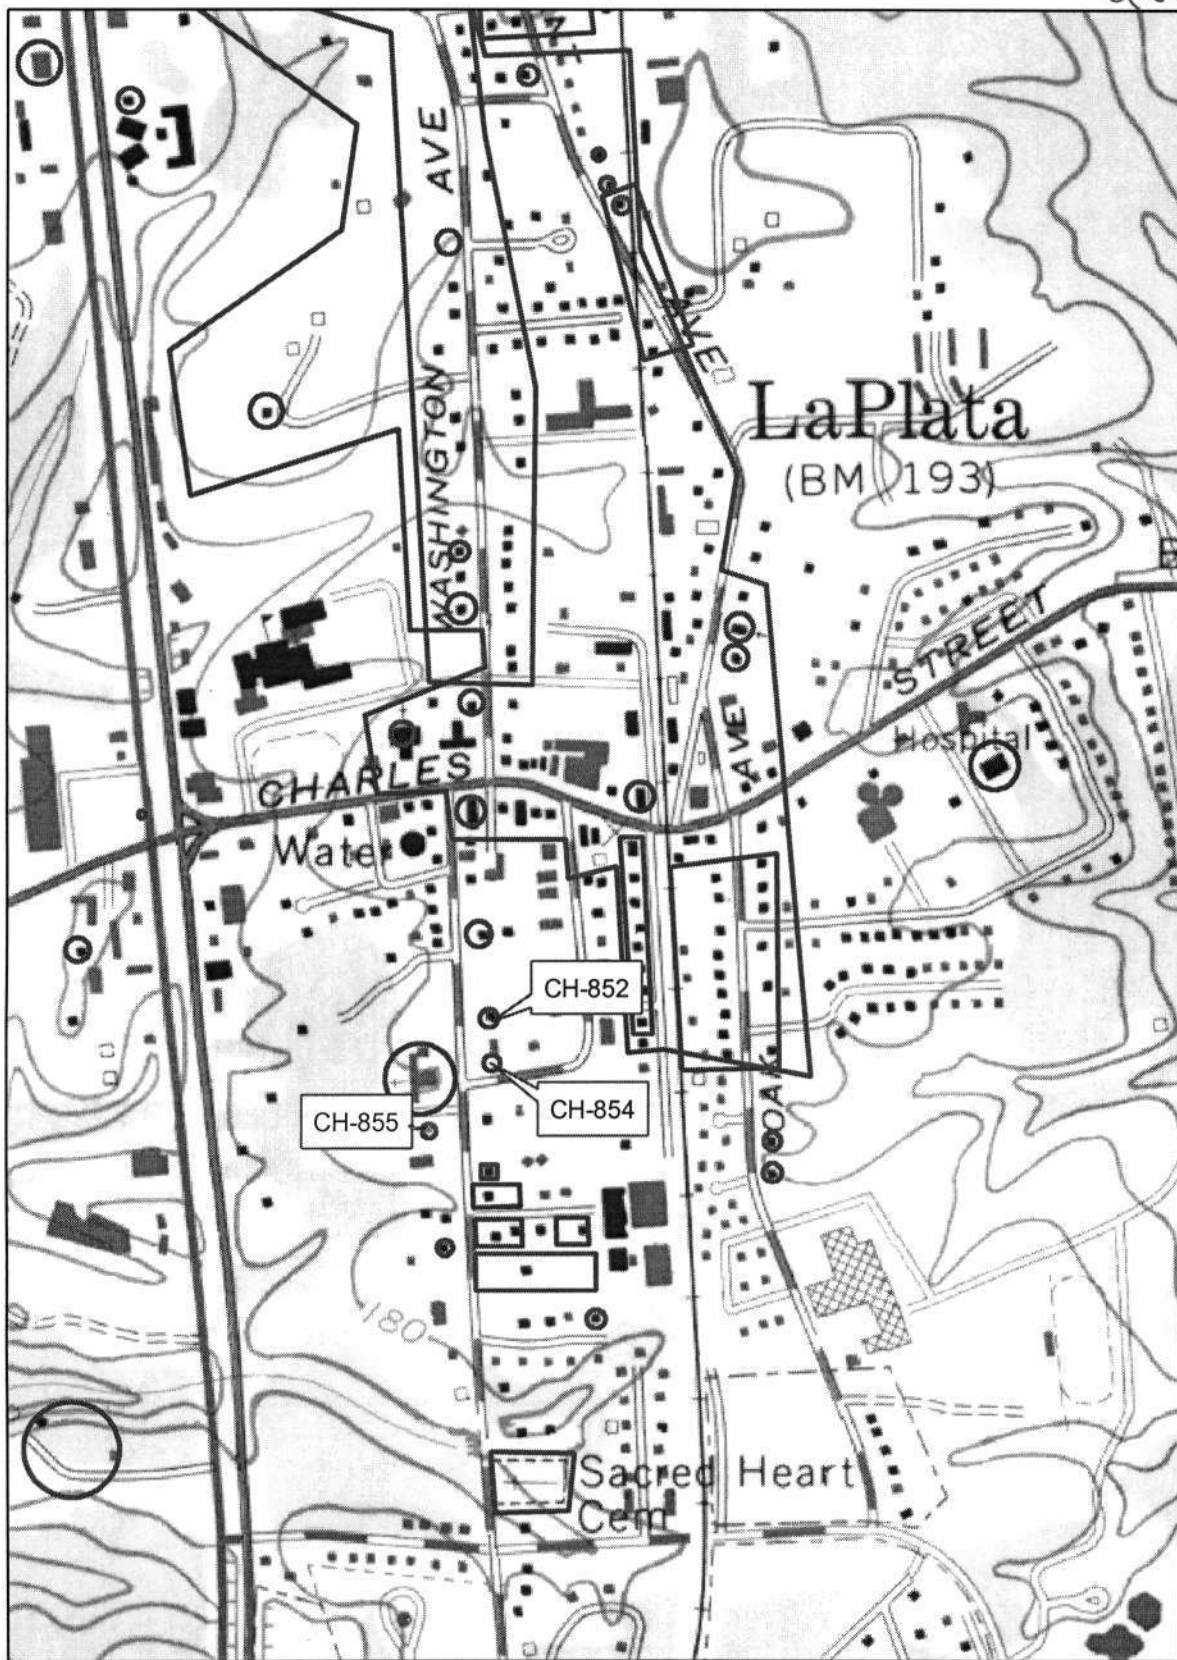 7
AVE
WASHINGTON
AVE
LaPlata
(BM 193)
STREET
AVE
Hospital
CHARLES
Water
CH-852
CH-854
CH-855
OAK
180
Sacred Heart
Cem